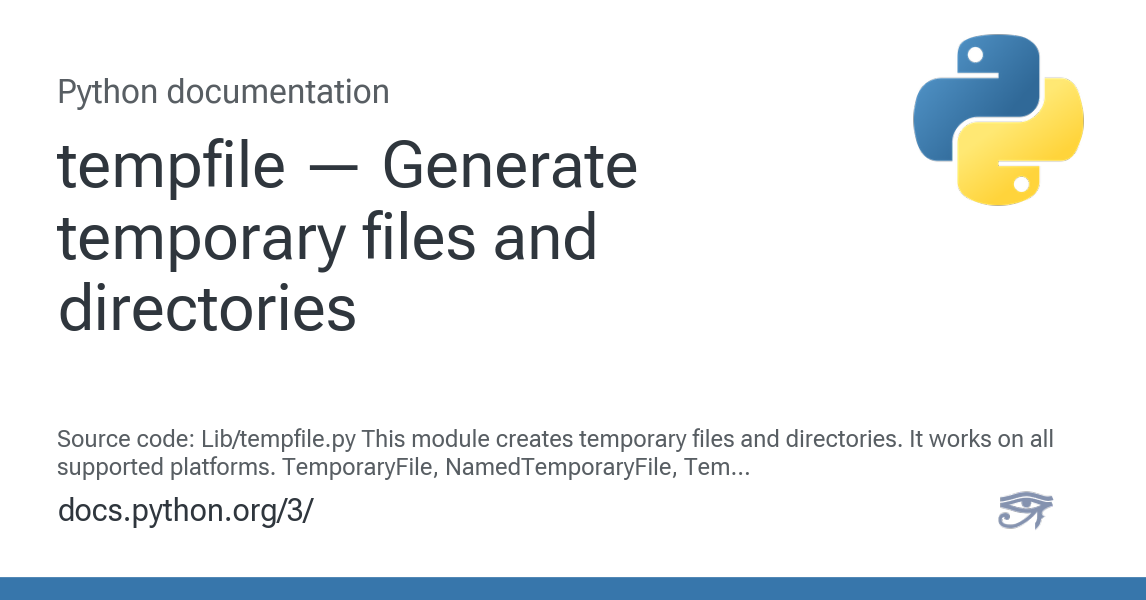 Python documentation
tempfile — Generate
temporary files and
directories
Source code: Lib/tempfile.py This module creates temporary files and directories. It works on all
supported platforms. TemporaryFile, NamedTemporaryFile, Tem...
docs.python.org/3/